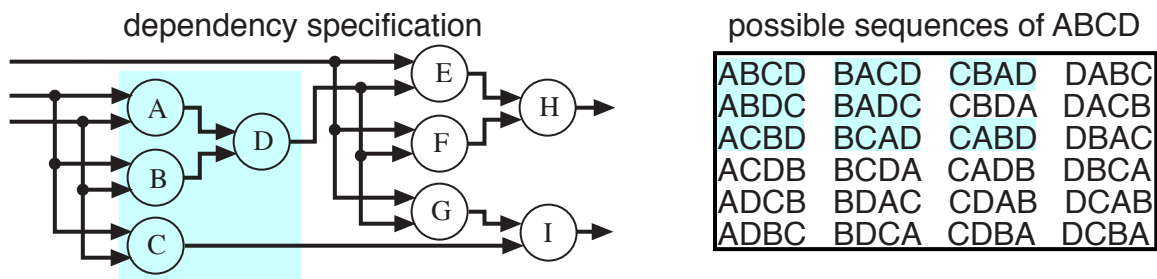 dependency specification
E
A
H
D
F
B
G
C
I
possible sequences of ABCD
ABCD BACD CBAD DABC
ABDC BADC CBDA DACB
ACBD BCAD CABD DBAC
ACDB BCDA CADB DBCA
ADCB BDAC CDAB DCAB
ADBC BDCA CDBA DCBA